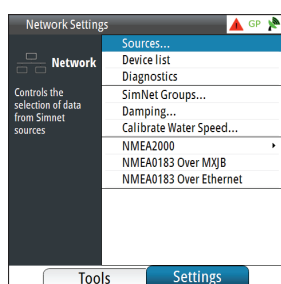 Network Settings
GP
Network
Controls the
selection of data
from Simnet
sources
Sources...
Device list
Diagnostics
SimNet Groups...
Damping...
Calibrate Water Speed...
NMEA2000
NMEA0183 Over MXJB
NMEA0183 Over Ethernet
Tools
Settings